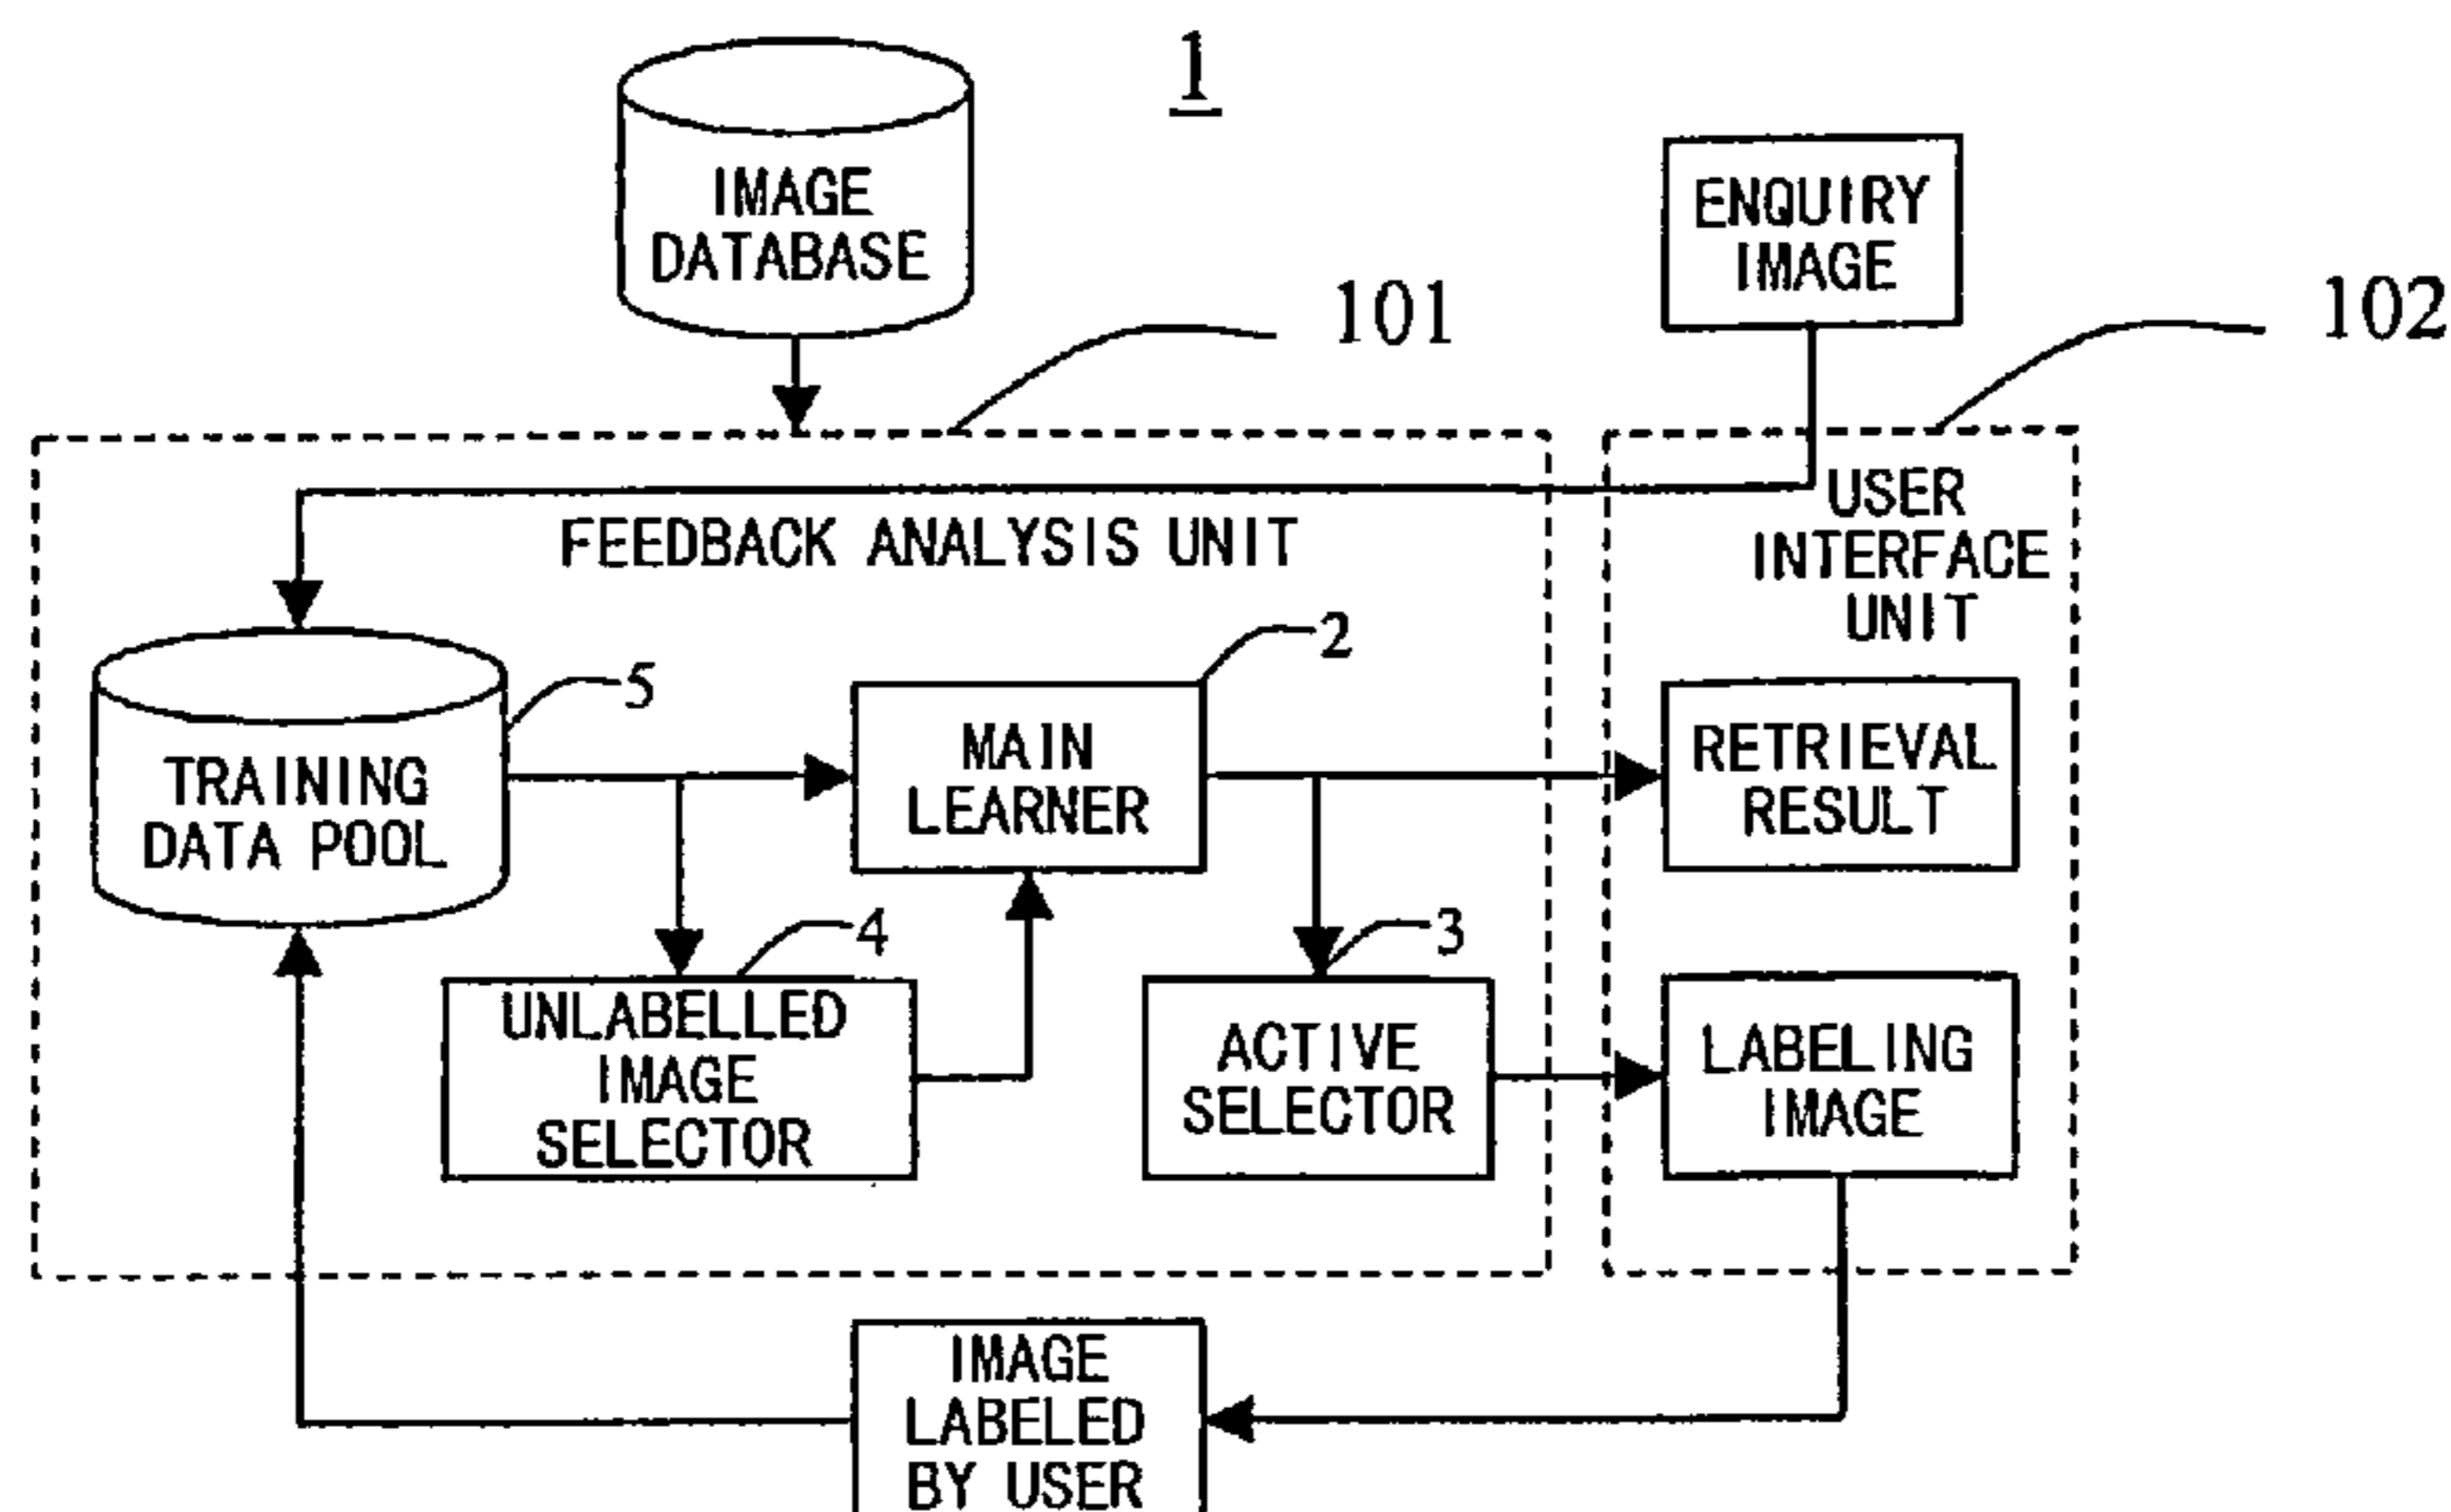 1
IMAGE
DATABASE
ENQUIRY
IMAGE
101
102
FEEDBACK ANALYSIS UNIT
USER
INTERFACE
UNIT
5
2
TRAINING
DATA POOL
MAIN
LEARNER
RETRIEVAL
RESULT
4
3
UNLABELLED
IMAGE
SELECTOR
ACTIVE
SELECTOR
LABELING
IMAGE
IMAGE
LABELED
BY USER